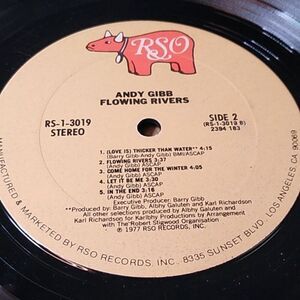 RSO
ANDY GIBB
FLOWING RIVERS
RS-1-3019
STEREO
SIDE 2
(RS-1-3019 B)
2394 183
1. (LOVE IS) THICKER THAN WATER** 4:15
(Barry Gibb-Andy Gibb) BMI/ASCAP
2. FLOWING RIVERS 3:37
(Andy Gibb) ASCAP
3. COME HOME FOR THE WINTER 4:05
(Andy Gibb) ASCAP
4. LET IT BE ME 3:30
(Andy Gibb) ASCAP
5. IN THE END 3:18
(Andy Gibb) ASCAP
Executive Producer: Barry Gibb
**Produced by: Barry Gibb, Albhy Galuten and Karl Richardson
All other selections produced by Albhy Galuten and
Karl Richardson for Karlbhy Productions by Arrangement with
The Robert Stigwood Organisation
℗ 1977 RSO RECORDS, INC.
MANUFACTURED & MARKETED BY RSO RECORDS, INC. 8335 SUNSET BLVD., LOS ANGELES, CALIFORNIA